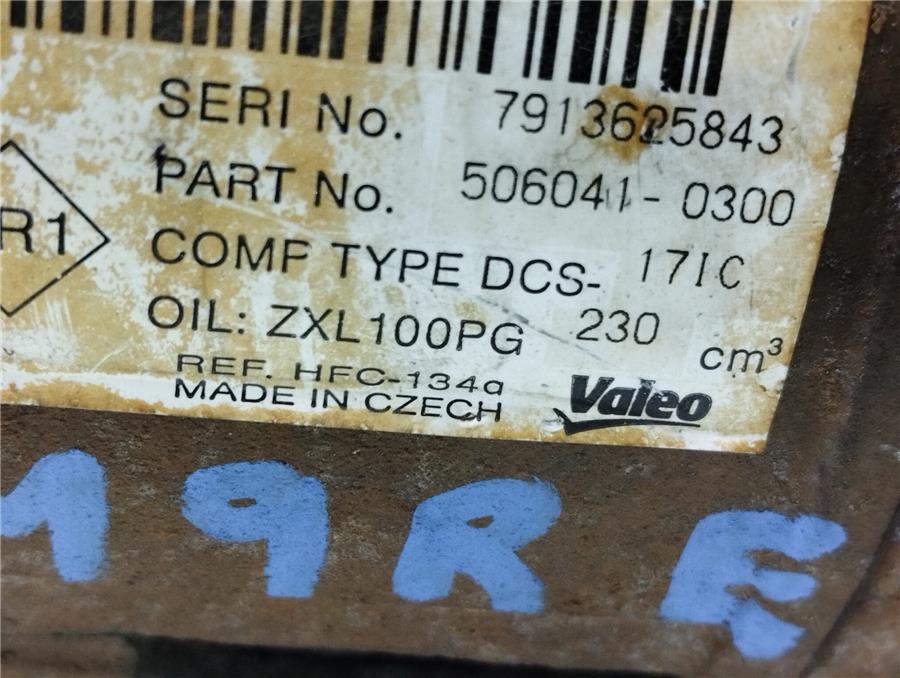 SERI No. 7913625843
PART No. 506041-0300
R1
COMP TYPE DCS- 17IC
OIL: ZXL100PG 230 cm³
REF. HFC-134a
MADE IN CZECH
Valeo
M9RE